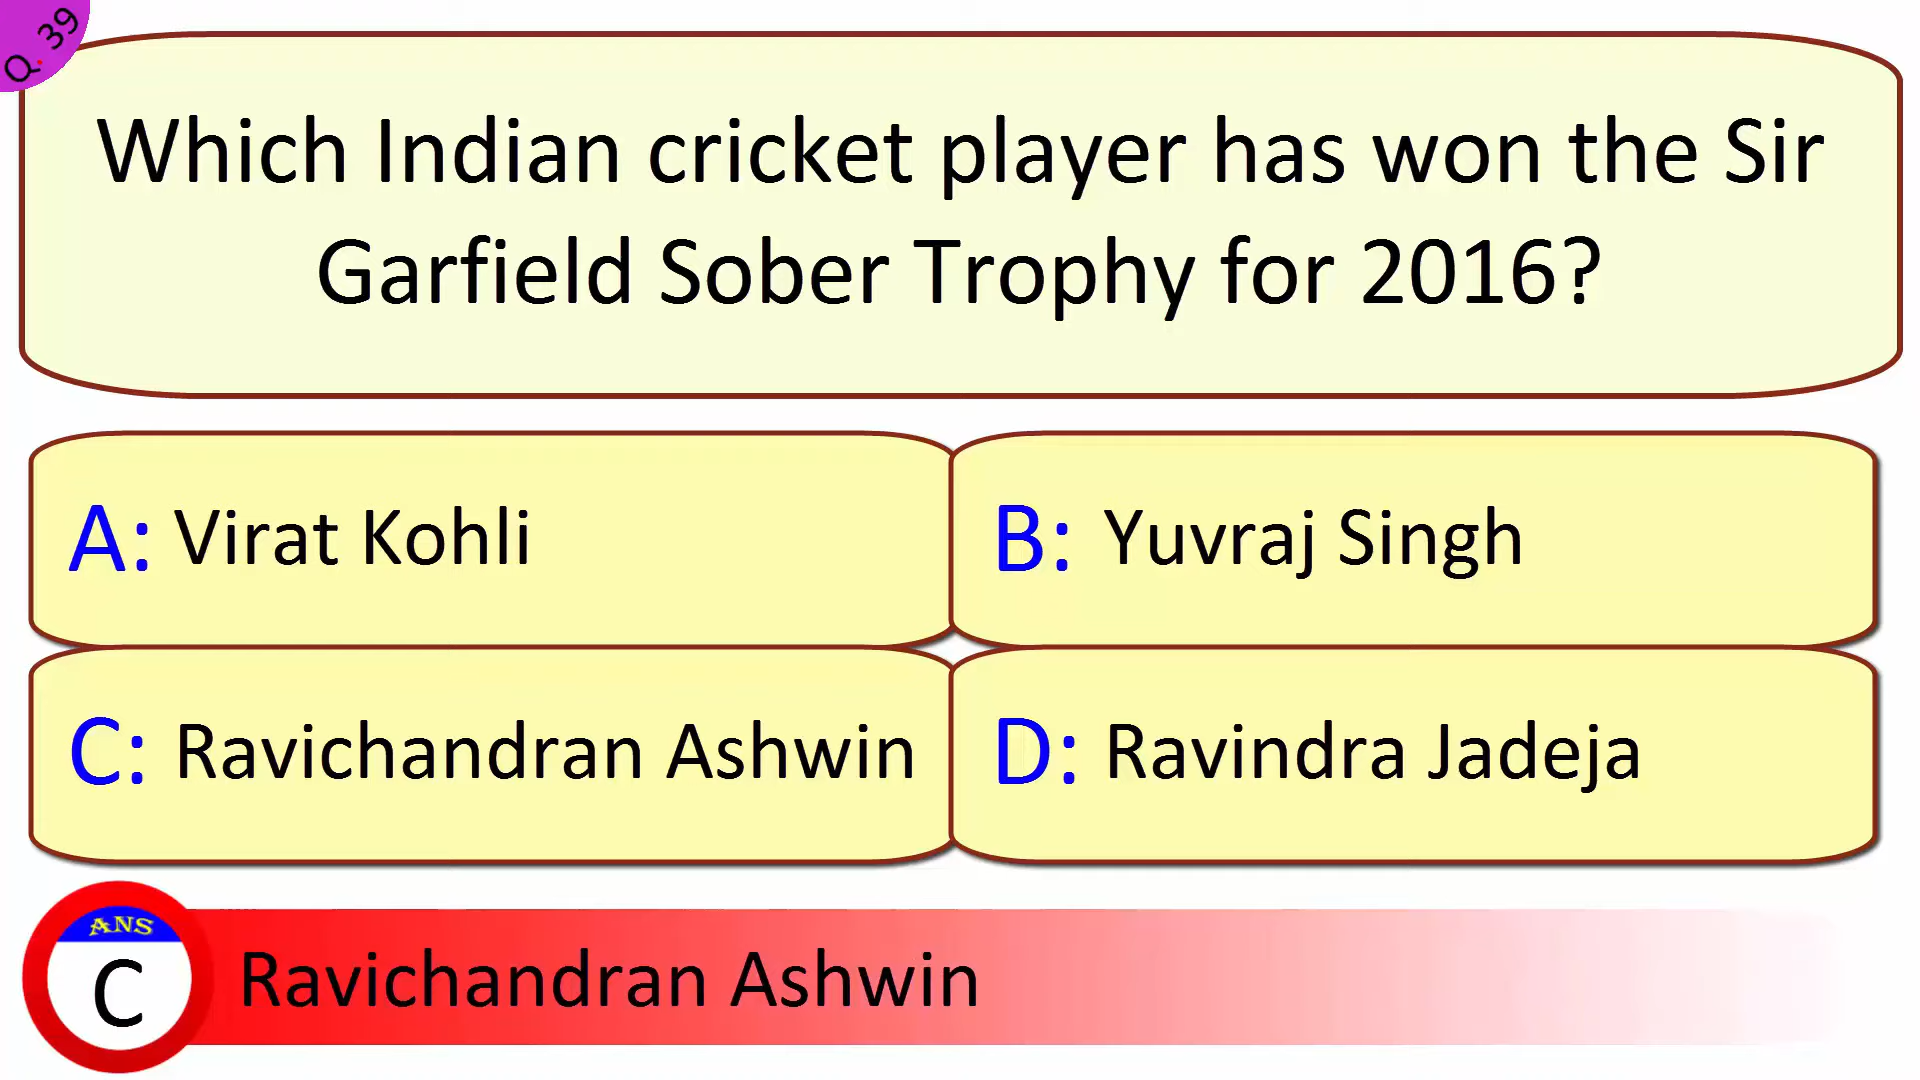 Q. 39
Which Indian cricket player has won the Sir
Garfield Sober Trophy for 2016?
A: Virat Kohli
B: Yuvraj Singh
C: Ravichandran Ashwin
D: Ravindra Jadeja
ANS
C
Ravichandran Ashwin